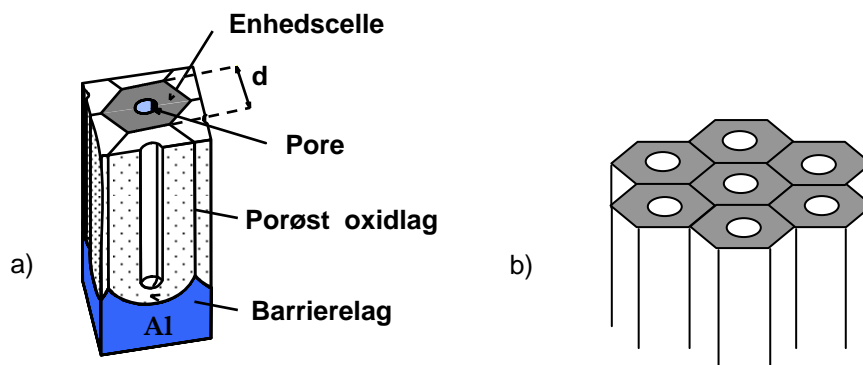 Enhedscelle
d
Pore
Porøst oxidlag
a)
b)
Barrierelag
Al